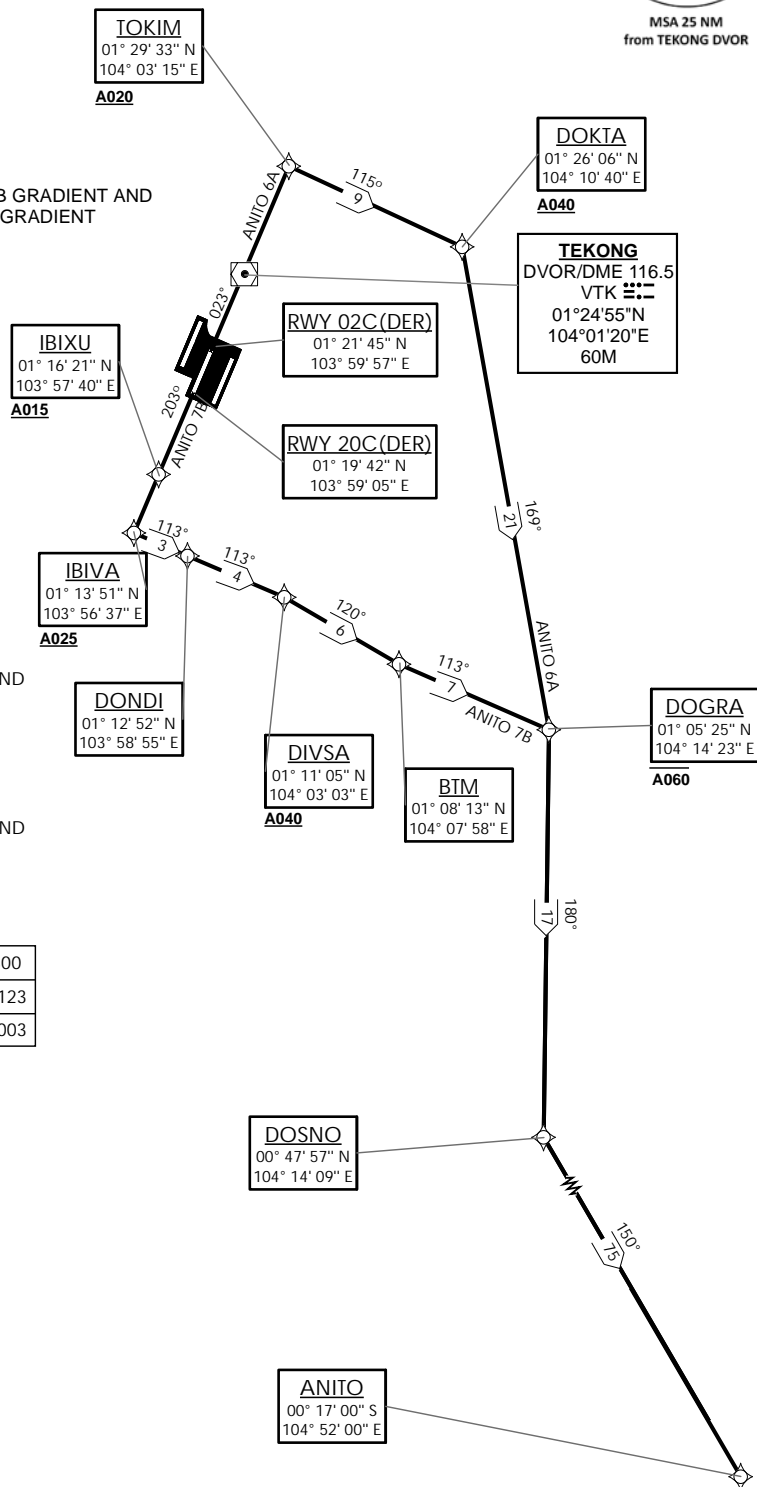 MSA 25 NM
from TEKONG DVOR
TOKIM
01° 29' 33" N
104° 03' 15" E
A020
DOKTA
01° 26' 06" N
104° 10' 40" E
A040
B GRADIENT AND
GRADIENT
ANITO 6A
115°
9
TEKONG
DVOR/DME 116.5
VTK
01°24'55"N
104°01'20"E
60M
023°
RWY 02C(DER)
01° 21' 45" N
103° 59' 57" E
IBIXU
01° 16' 21" N
103° 57' 40" E
A015
203°
ANITO 7B
RWY 20C(DER)
01° 19' 42" N
103° 59' 05" E
169°
21
IBIVA
01° 13' 51" N
103° 56' 37" E
A025
113°
3
113°
4
120°
6
113°
7
ANITO 7B
ANITO 6A
ND
DONDI
01° 12' 52" N
103° 58' 55" E
DIVSA
01° 11' 05" N
104° 03' 03" E
A040
BTM
01° 08' 13" N
104° 07' 58" E
DOGRA
01° 05' 25" N
104° 14' 23" E
A060
ND
180°
17
00
123
003
DOSNO
00° 47' 57" N
104° 14' 09" E
150°
75
ANITO
00° 17' 00" S
104° 52' 00" E